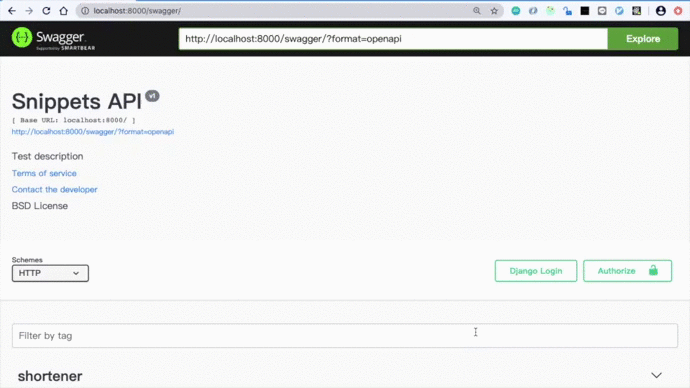 localhost:8000/swagger/
Swagger
Supported by SMARTBEAR
http://localhost:8000/swagger/?format=openapi
Explore
Snippets API v1
[ Base URL: localhost:8000/ ]
http://localhost:8000/swagger/?format=openapi
Test description
Terms of service
Contact the developer
BSD License
Schemes
HTTP
Django Login
Authorize
Filter by tag
shortener